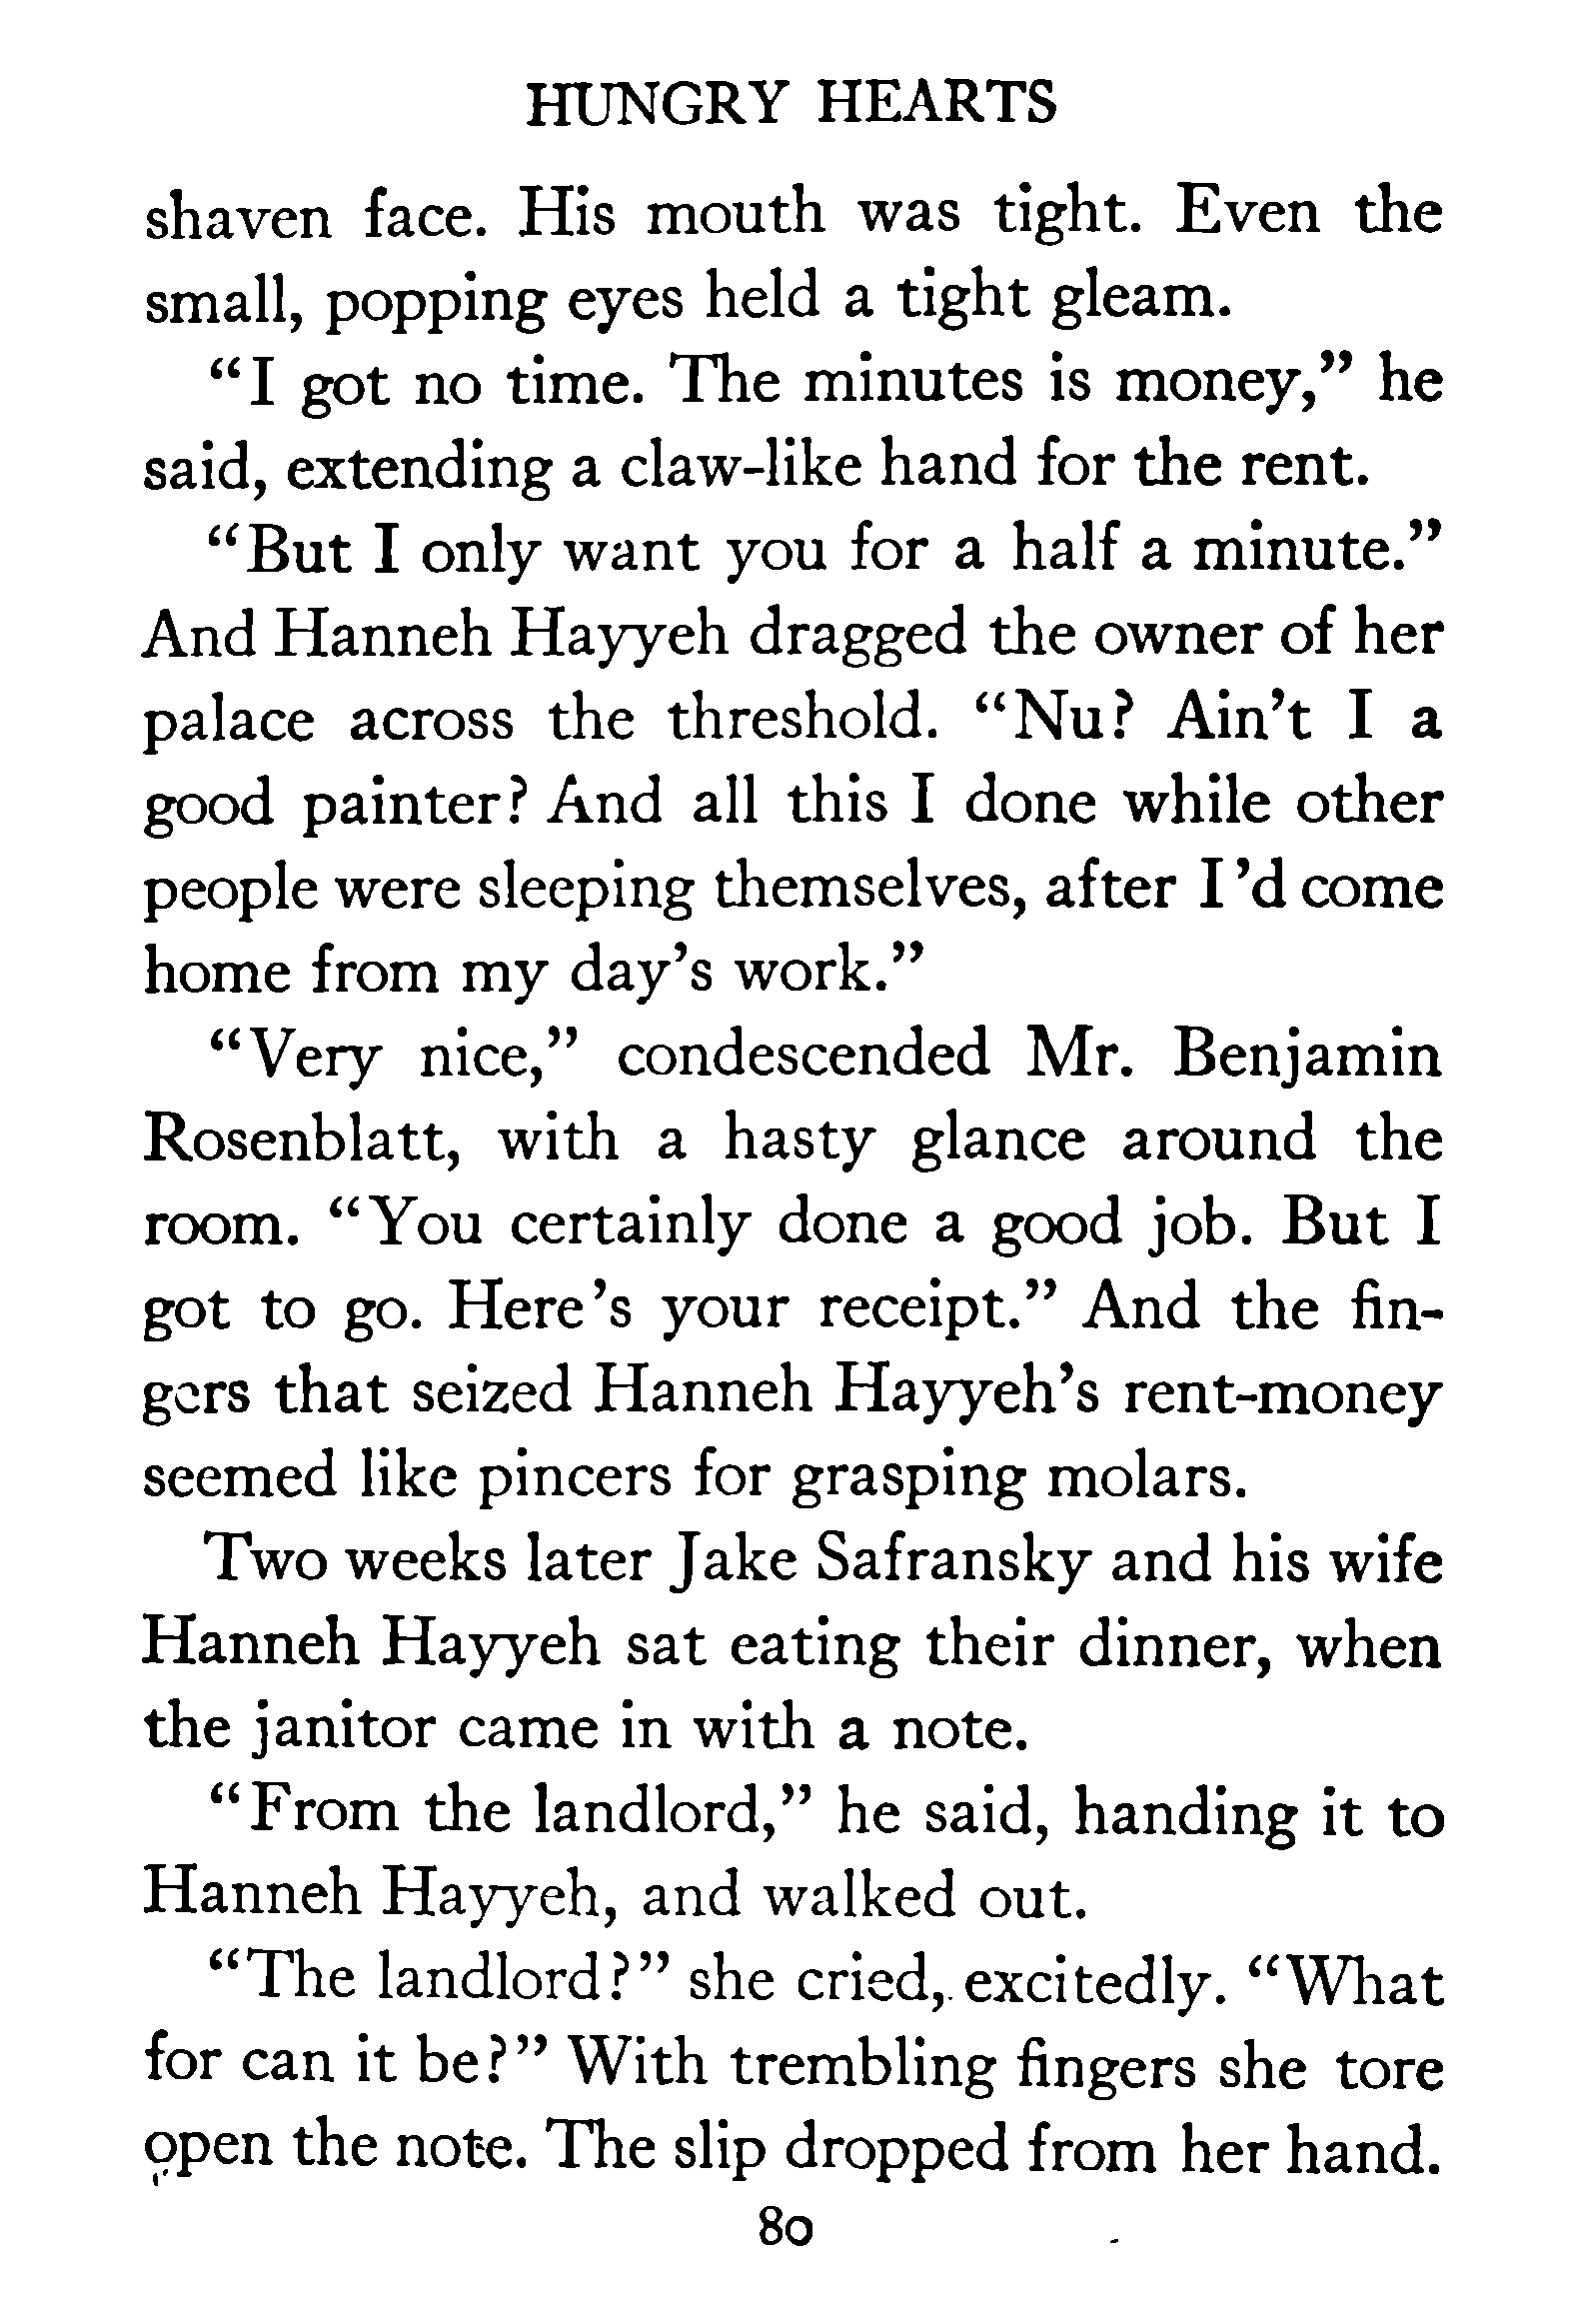 HUNGRY HEARTS
shaven face. His mouth was tight. Even the
small, popping eyes held a tight gleam.
“I got no time. The minutes is money,” he
said, extending a claw-like hand for the rent.
“But I only want you for a half a minute.”
And Hanneh Hayyeh dragged the owner of her
palace across the threshold. “Nu? Ain’t I a
good painter? And all this I done while other
people were sleeping themselves, after I’d come
home from my day’s work.”
“Very nice,” condescended Mr. Benjamin
Rosenblatt, with a hasty glance around the
room. “You certainly done a good job. But I
got to go. Here’s your receipt.” And the fin-
gers that seized Hanneh Hayyeh’s rent-money
seemed like pincers for grasping molars.
Two weeks later Jake Safransky and his wife
Hanneh Hayyeh sat eating their dinner, when
the janitor came in with a note.
“From the landlord,” he said, handing it to
Hanneh Hayyeh, and walked out.
“The landlord?” she cried, excitedly. “What
for can it be?” With trembling fingers she tore
open the note. The slip dropped from her hand.
80